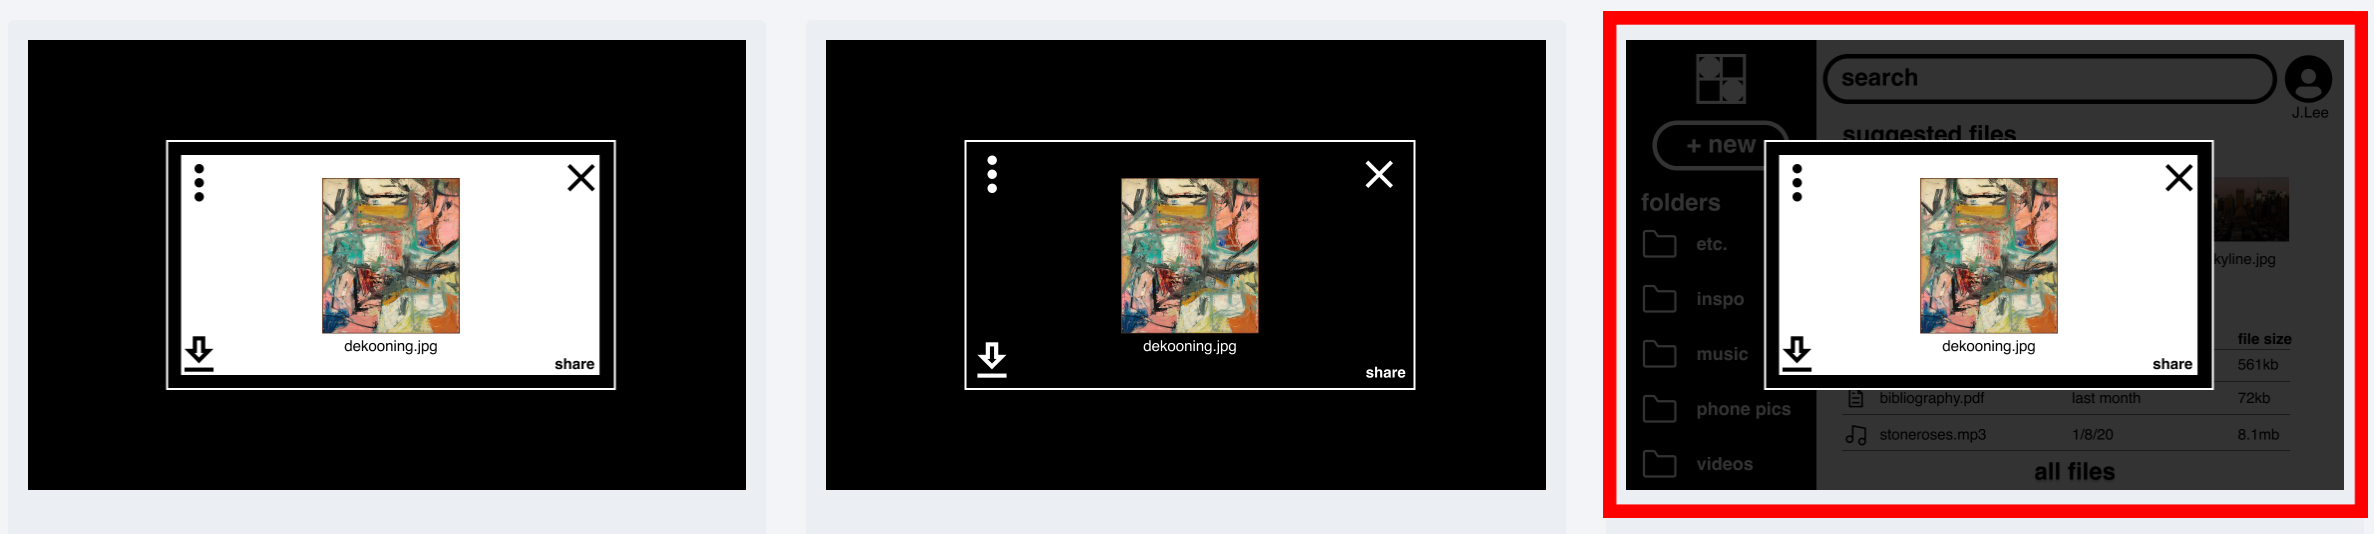 dekooning.jpg
share
dekooning.jpg
share
search
J.Lee
suggested files
+ new
folders
etc.
kyline.jpg
inspo
music
file size
dekooning.jpg
share
561kb
phone pics
bibliography.pdf last month 72kb
stoneroses.mp3 1/8/20 8.1mb
videos
all files